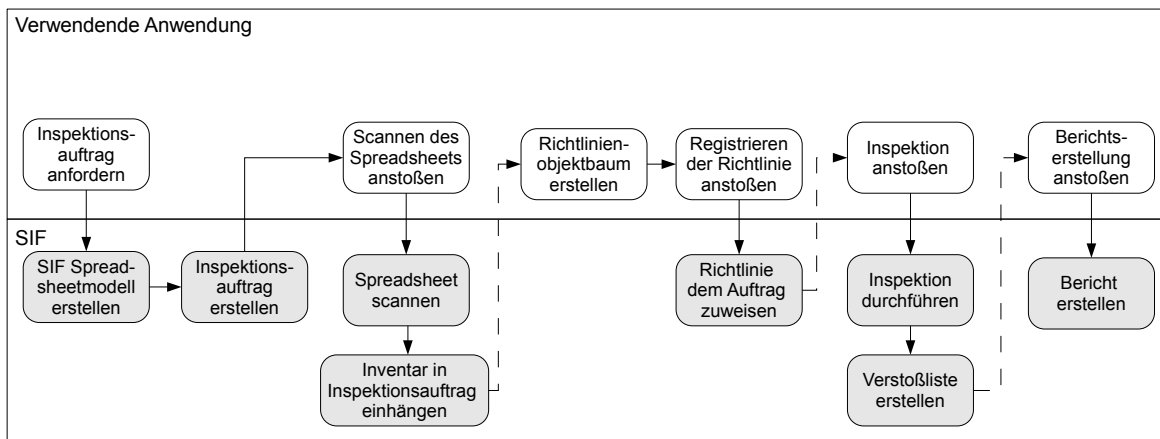 Verwendende Anwendung
Inspektions-
auftrag
anfordern
Scannen des
Spreadsheets
anstoßen
Richtlinien-
objektbaum
erstellen
Registrieren
der Richtlinie
anstoßen
Inspektion
anstoßen
Berichts-
erstellung
anstoßen
SIF
SIF Spread-
sheetmodell
erstellen
Inspektions-
auftrag
erstellen
Spreadsheet
scannen
Richtlinie
dem Auftrag
zuweisen
Inspektion
durchführen
Bericht
erstellen
Inventar in
Inspektionsauftrag
einhängen
Verstoßliste
erstellen